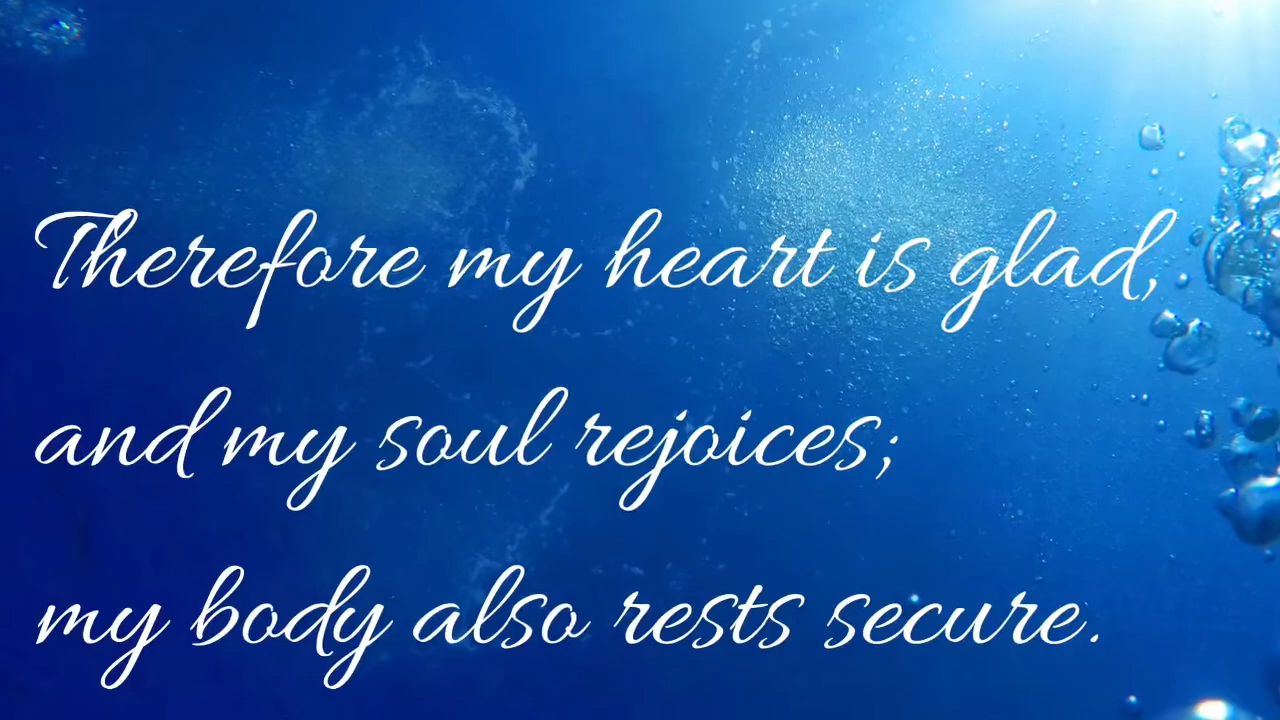 Therefore my heart is glad,
and my soul rejoices;
my body also rests secure.